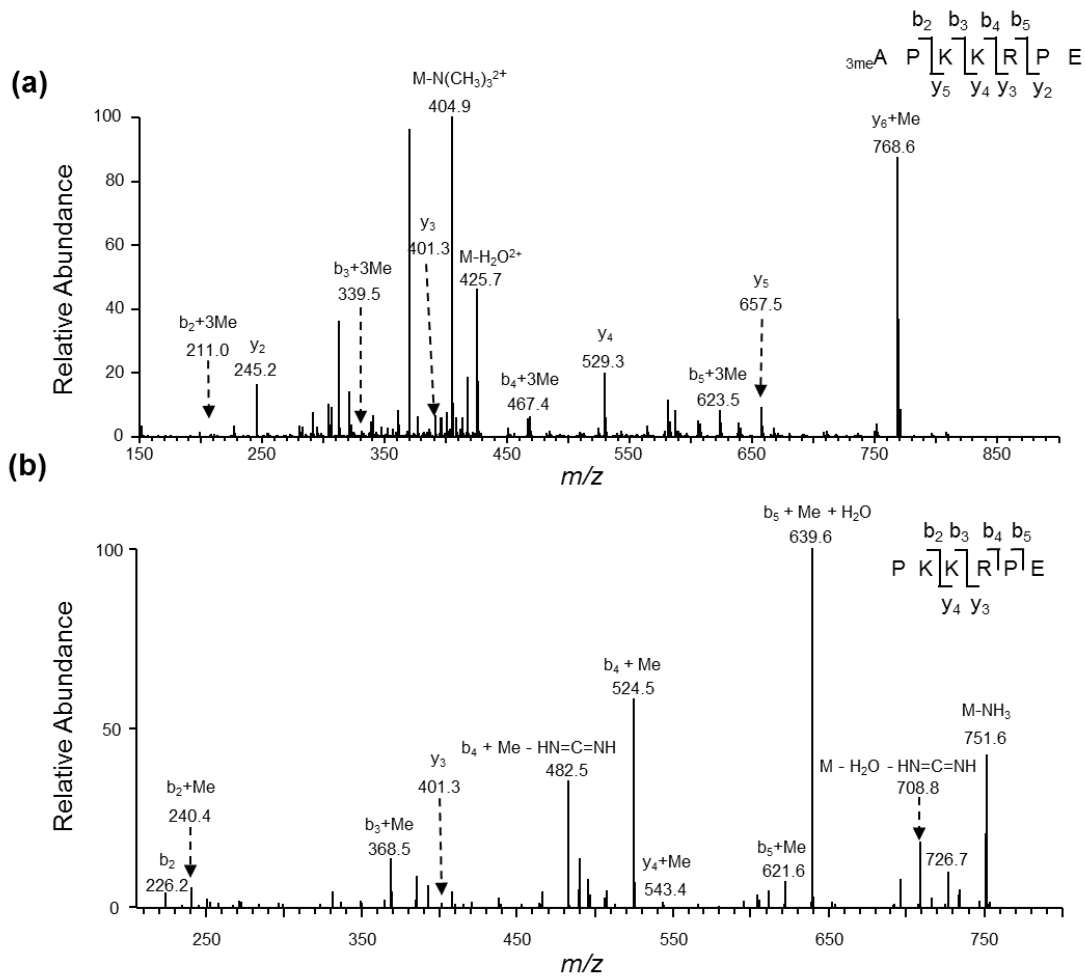 (a)
b₂ b₃ b₄ b₅
₃ₘₑA P K K R P E
y₅ y₄ y₃ y₂
M-N(CH₃)₃²⁺
404.9
y₆+Me
768.6
y₃
401.3
M-H₂O²⁺
425.7
b₃+3Me
339.5
y₅
657.5
b₂+3Me
211.0
y₂
245.2
y₄
529.3
b₄+3Me
467.4
b₅+3Me
623.5
Relative Abundance
100
80
60
40
20
0
150 250 350 450 550 650 750 850
m/z
(b)
b₅ + Me + H₂O
639.6
b₂ b₃ b₄ b₅
P K K R P E
y₄ y₃
b₄ + Me
524.5
M-NH₃
751.6
b₄ + Me - HN=C=NH
482.5
M - H₂O - HN=C=NH
708.8
y₃
401.3
b₂+Me
240.4
b₃+Me
368.5
b₂
226.2
y₄+Me
543.4
b₅+Me
621.6
726.7
Relative Abundance
100
50
0
250 350 450 550 650 750
m/z